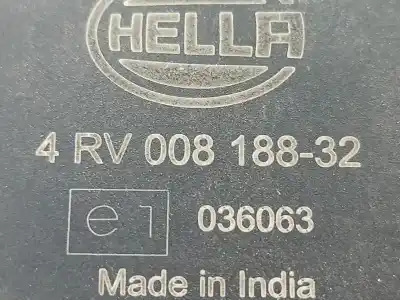 HELLA
4 RV 008 188-32
e1 036063
Made in India